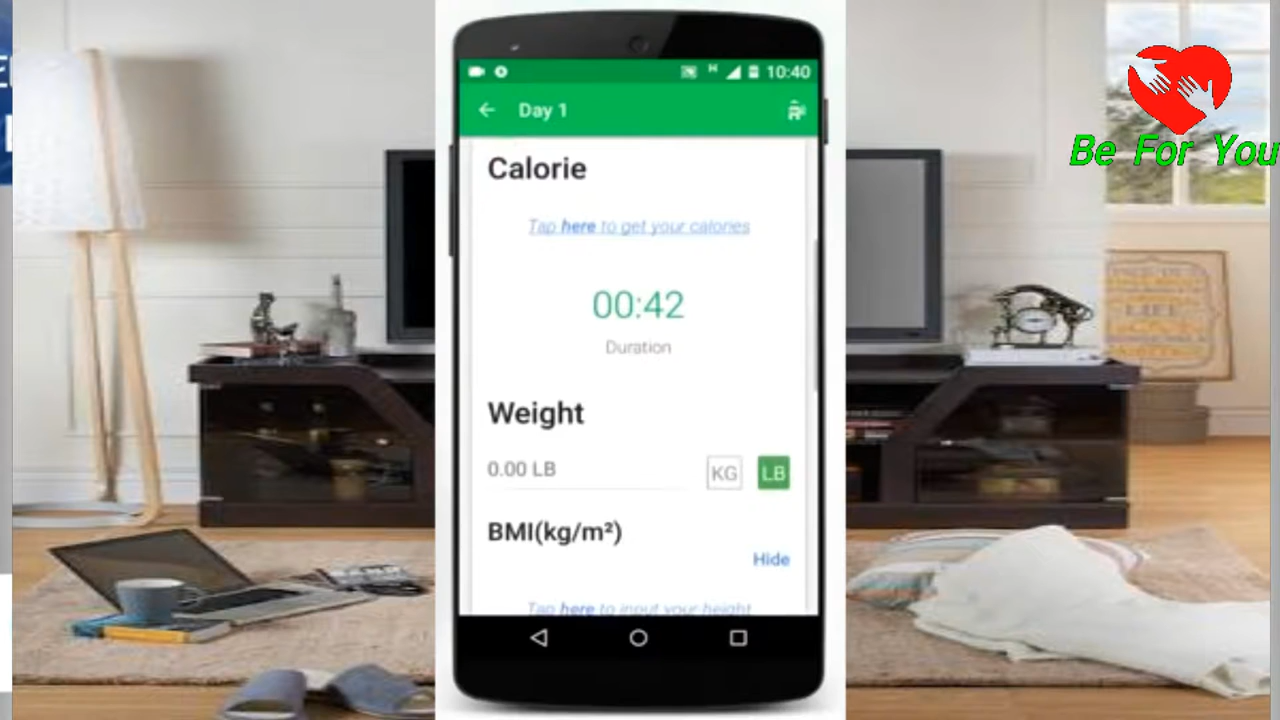 10:40
Day 1
Calorie
Tap here to get your calories
00:42
Duration
Weight
0.00 LB
KG
LB
BMI(kg/m²)
Hide
Tap here to input your height
Be For You